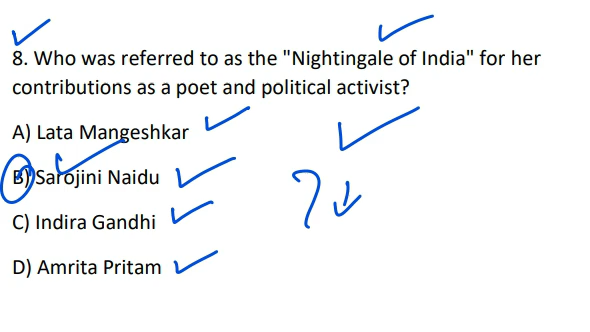 8. Who was referred to as the "Nightingale of India" for her
contributions as a poet and political activist?
A) Lata Mangeshkar
B) Sarojini Naidu
C) Indira Gandhi
D) Amrita Pritam
?